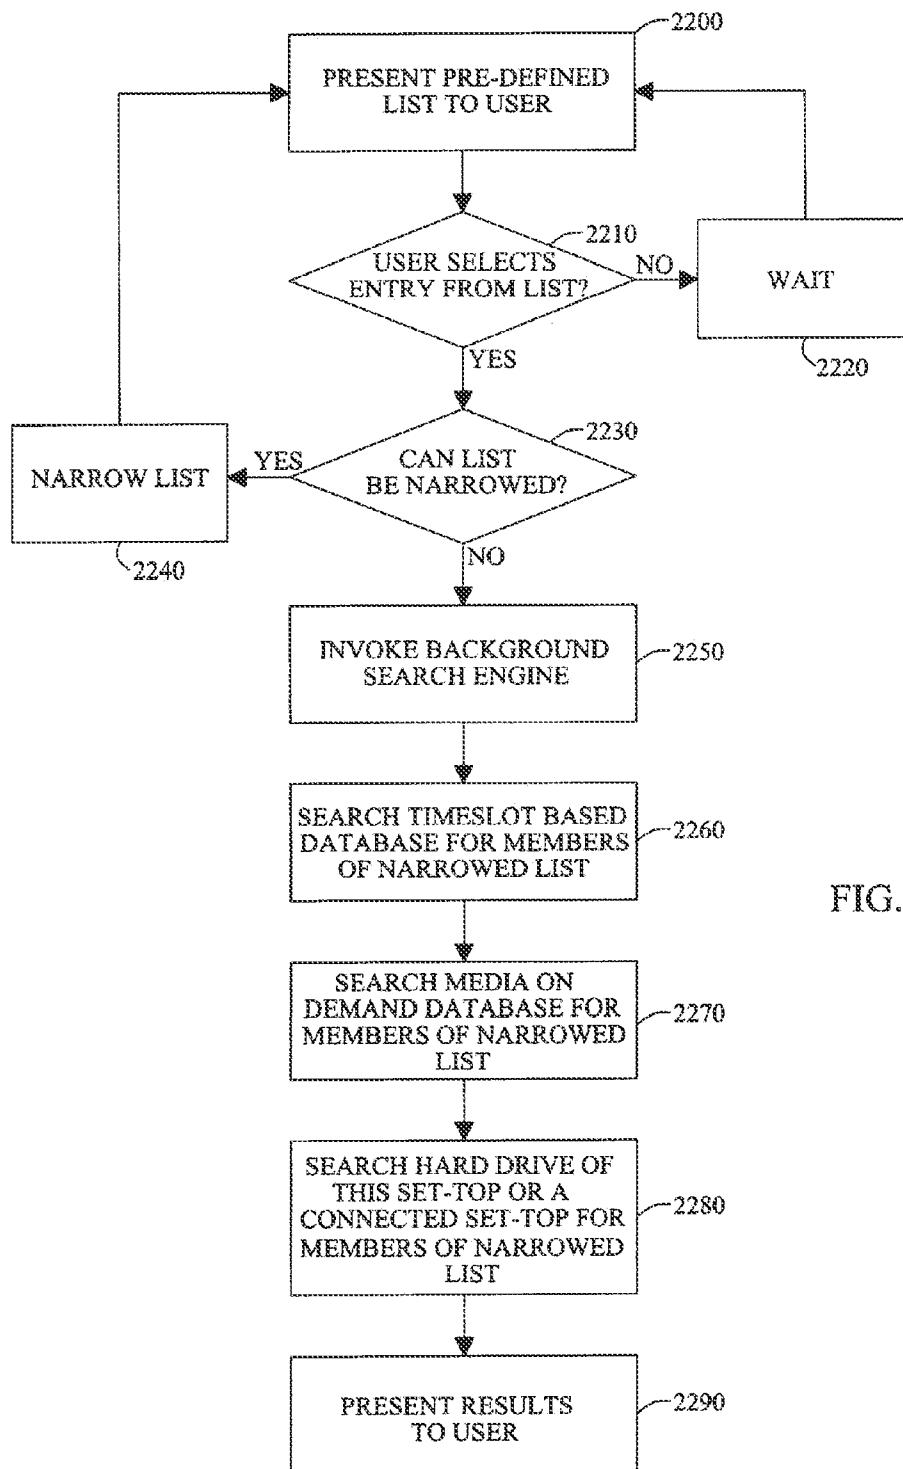 2200
PRESENT PRE-DEFINED
LIST TO USER
2210
USER SELECTS
ENTRY FROM LIST?
NO
WAIT
2220
YES
2230
CAN LIST
BE NARROWED?
YES
NARROW LIST
2240
NO
INVOKE BACKGROUND
SEARCH ENGINE
2250
SEARCH TIMESLOT BASED
DATABASE FOR MEMBERS
OF NARROWED LIST
2260
FIG.
SEARCH MEDIA ON
DEMAND DATABASE FOR
MEMBERS OF NARROWED
LIST
2270
SEARCH HARD DRIVE OF
THIS SET-TOP OR A
CONNECTED SET-TOP FOR
MEMBERS OF NARROWED
LIST
2280
PRESENT RESULTS
TO USER
2290